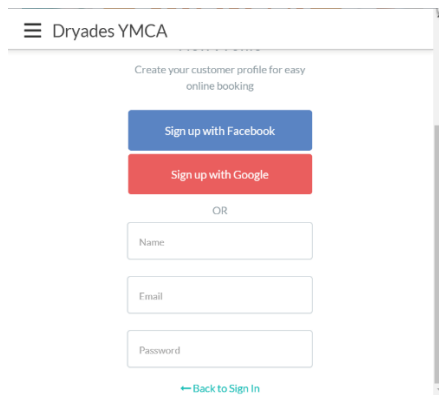 Dryades YMCA
Create your customer profile for easy
online booking
Sign up with Facebook
Sign up with Google
OR
Name
Email
Password
←Back to Sign In